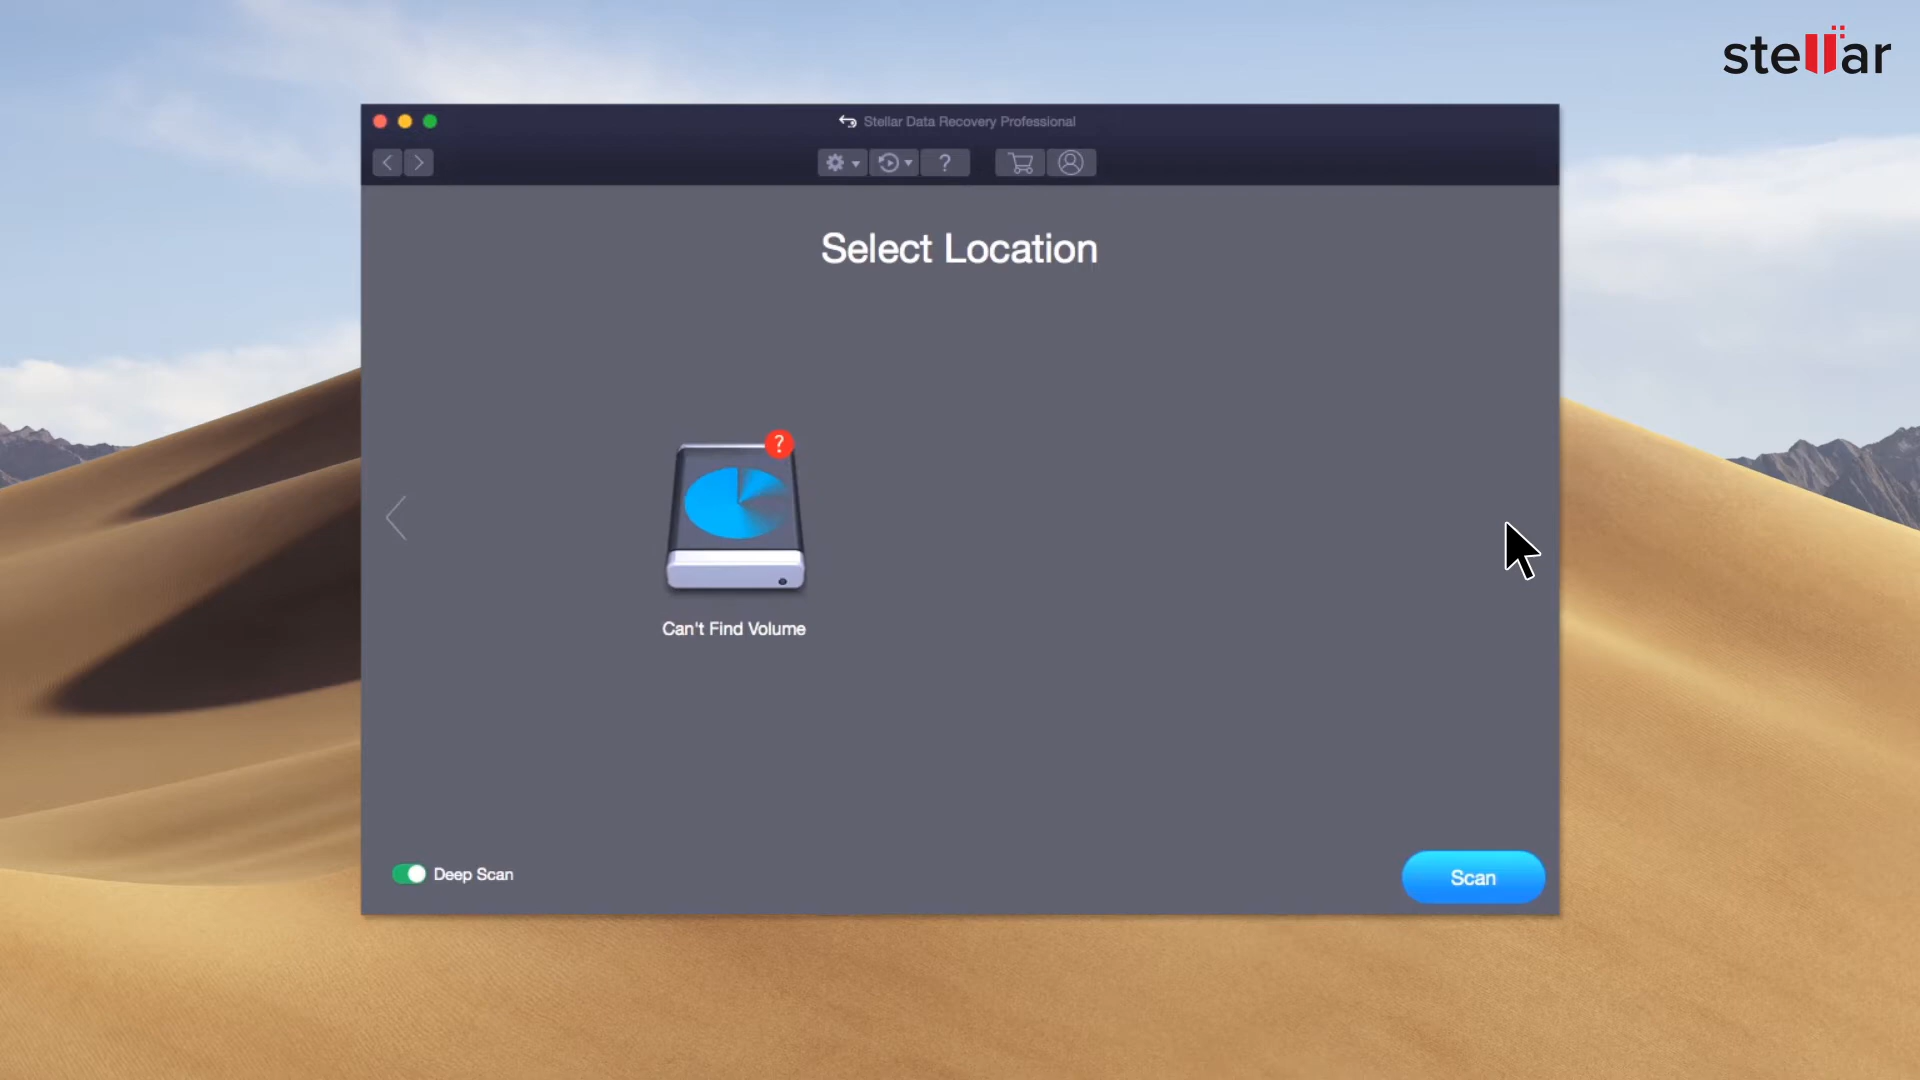 stellar
Stellar Data Recovery Professional
?
Select Location
?
Can't Find Volume
Deep Scan
Scan